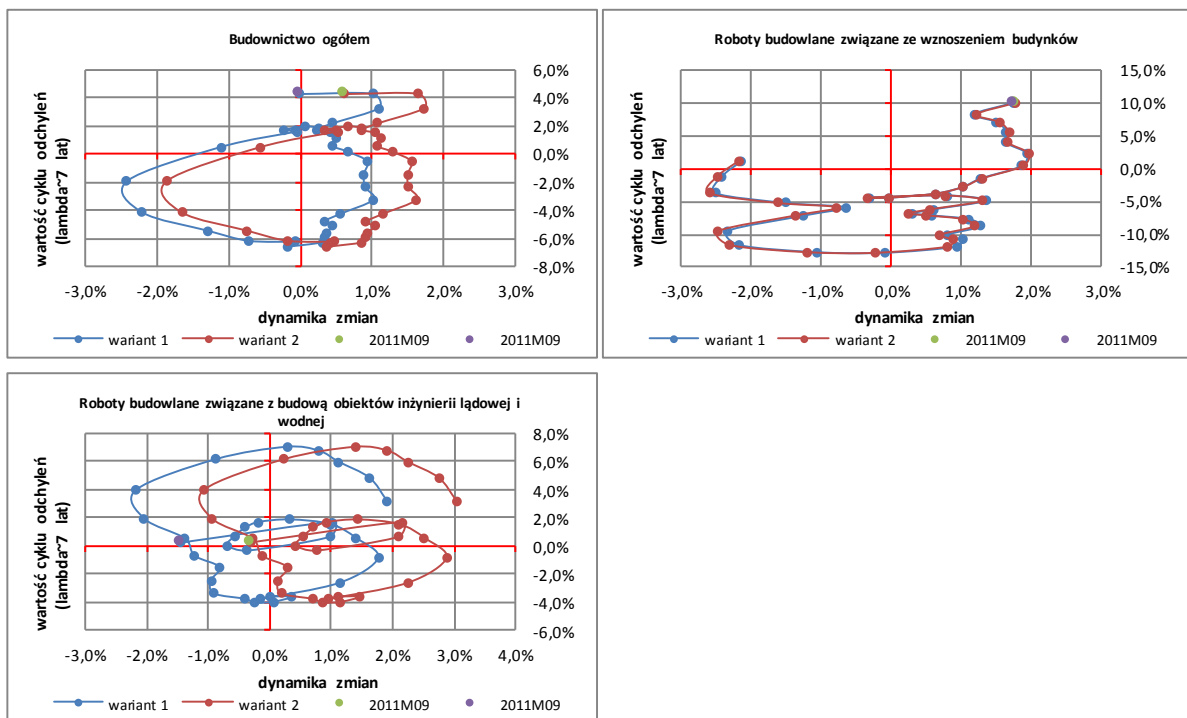 Budownictwo ogółem
wartość cyklu odchyleń
(lambda~7 lat)
6,0%
4,0%
2,0%
0,0%
-2,0%
-4,0%
-6,0%
-8,0%
-3,0% -2,0% -1,0% 0,0% 1,0% 2,0% 3,0%
dynamika zmian
wariant 1 wariant 2 2011M09 2011M09
Roboty budowlane związane ze wznoszeniem budynków
wartość cyklu odchyleń
(lambda~7 lat)
15,0%
10,0%
5,0%
0,0%
-5,0%
-10,0%
-15,0%
-4,0% -3,0% -2,0% -1,0% 0,0% 1,0% 2,0% 3,0%
dynamika zmian
wariant 1 wariant 2 2011M09 2011M09
Roboty budowlane związane z budową obiektów inżynierii lądowej i
wodnej
wartość cyklu odchyleń
(lambda~7 lat)
8,0%
6,0%
4,0%
2,0%
0,0%
-2,0%
-4,0%
-6,0%
-3,0% -2,0% -1,0% 0,0% 1,0% 2,0% 3,0% 4,0%
dynamika zmian
wariant 1 wariant 2 2011M09 2011M09